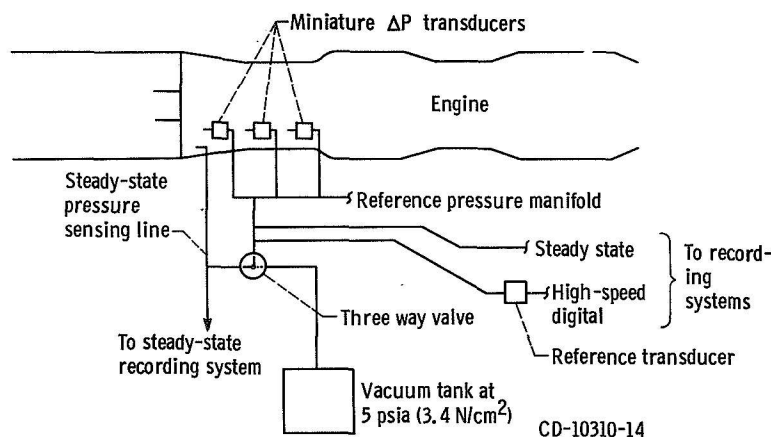 Miniature ΔP transducers
Engine
Steady-state
pressure
sensing line
Reference pressure manifold
Steady state
High-speed
digital
To record-
ing
systems
Three way valve
Reference transducer
To steady-state
recording system
Vacuum tank at
5 psia (3.4 N/cm²)
CD-10310-14